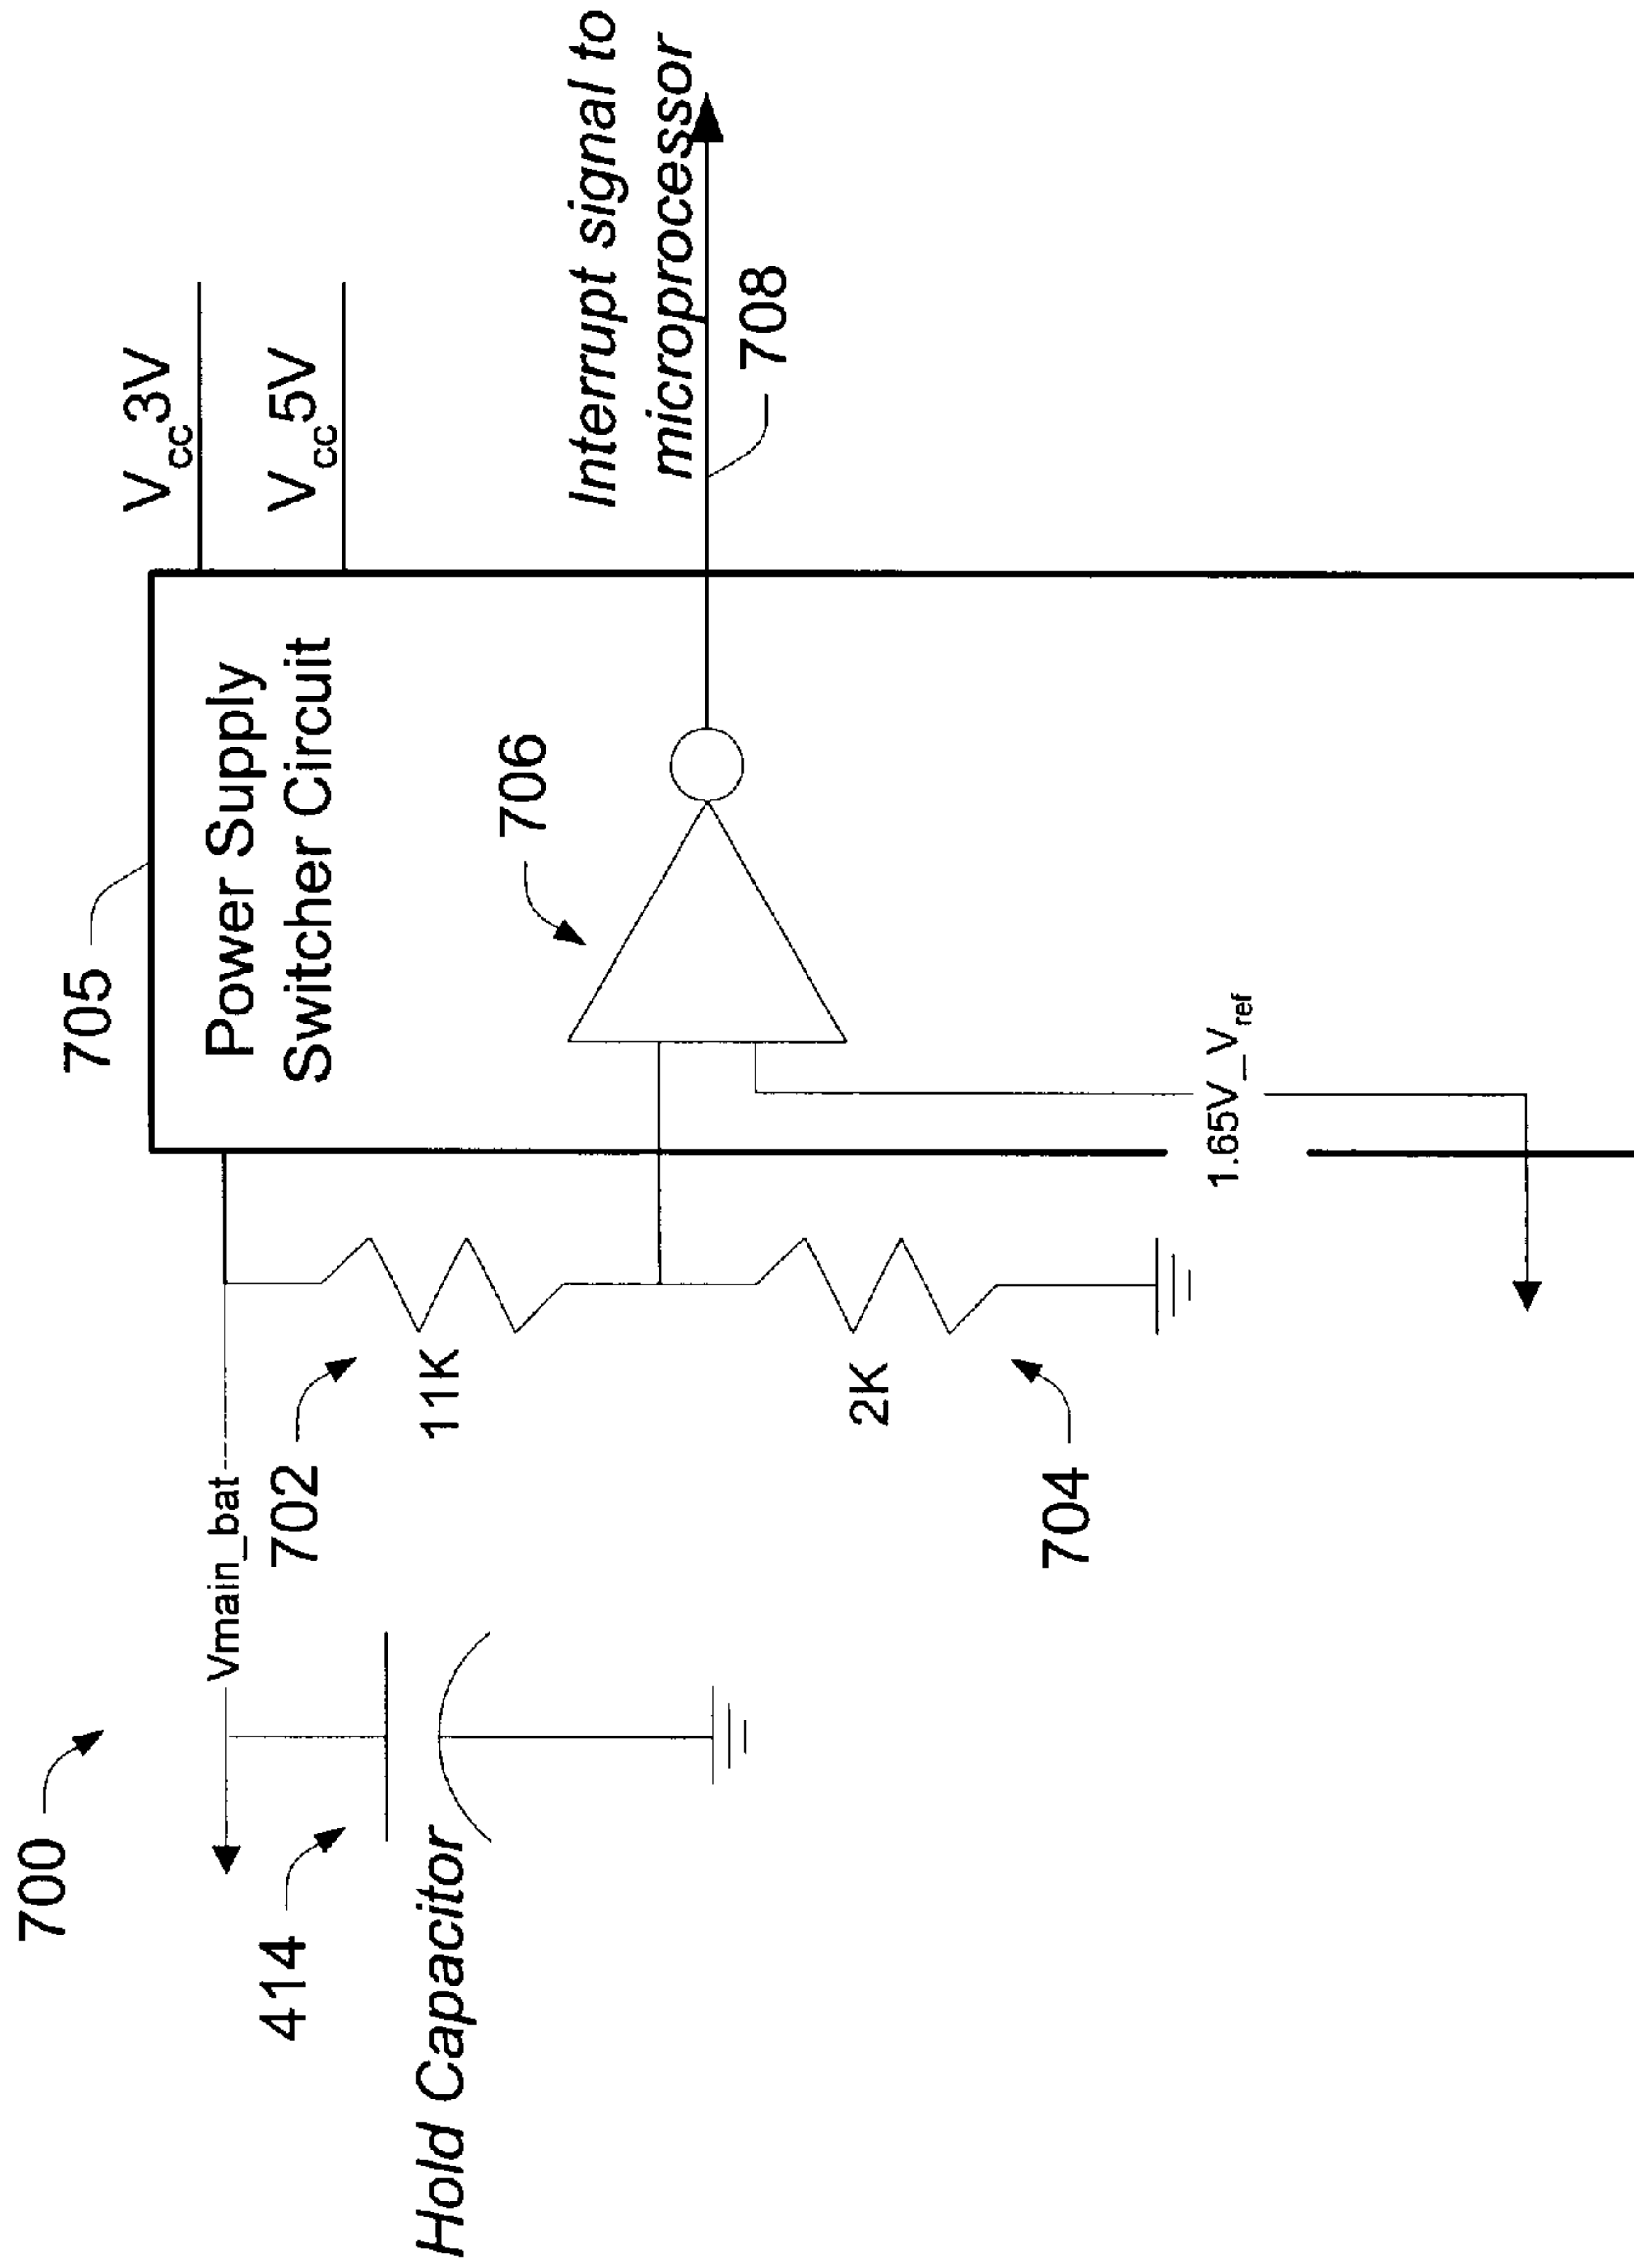 700
414
Hold Capacitor
Vmain_bat
702
11K
2K
704
705
Power Supply
Switcher Circuit
706
1.65V_Vref
Vcc3V
Vcc5V
Interrupt signal to
microprocessor
708